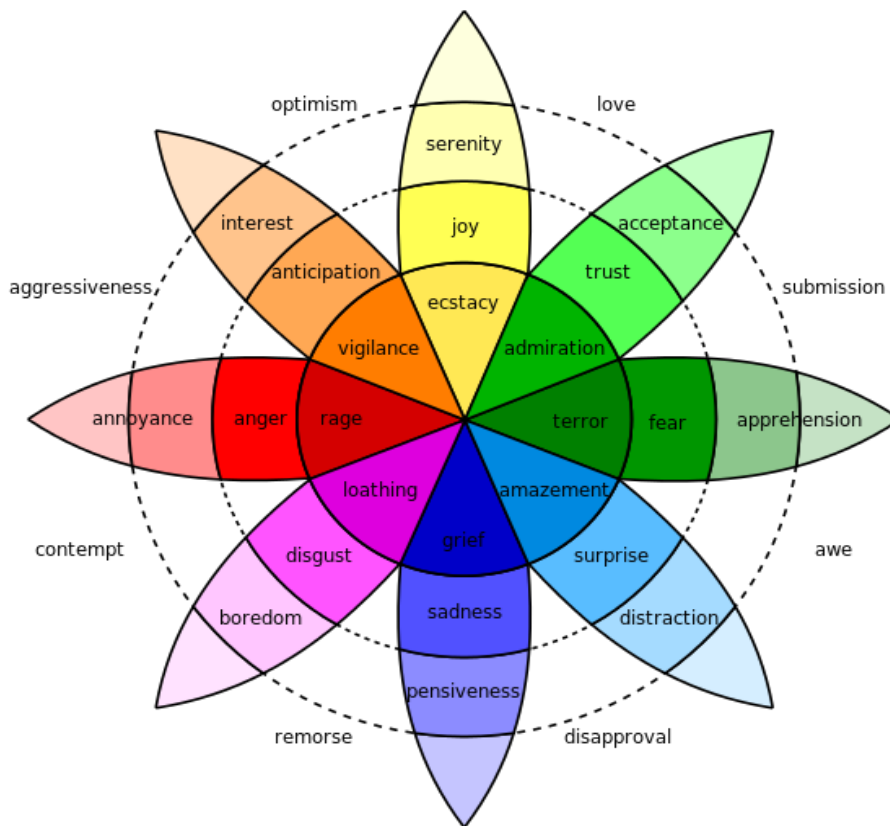 optimism
love
serenity
interest
acceptance
joy
anticipation
trust
aggressiveness
submission
ecstacy
vigilance
admiration
annoyance
anger
rage
terror
fear
apprehension
loathing
amazement
grief
contempt
disgust
surprise
awe
boredom
sadness
distraction
pensiveness
remorse
disapproval